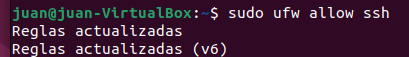 juan@juan-VirtualBox:~$ sudo ufw allow ssh
Reglas actualizadas
Reglas actualizadas (v6)